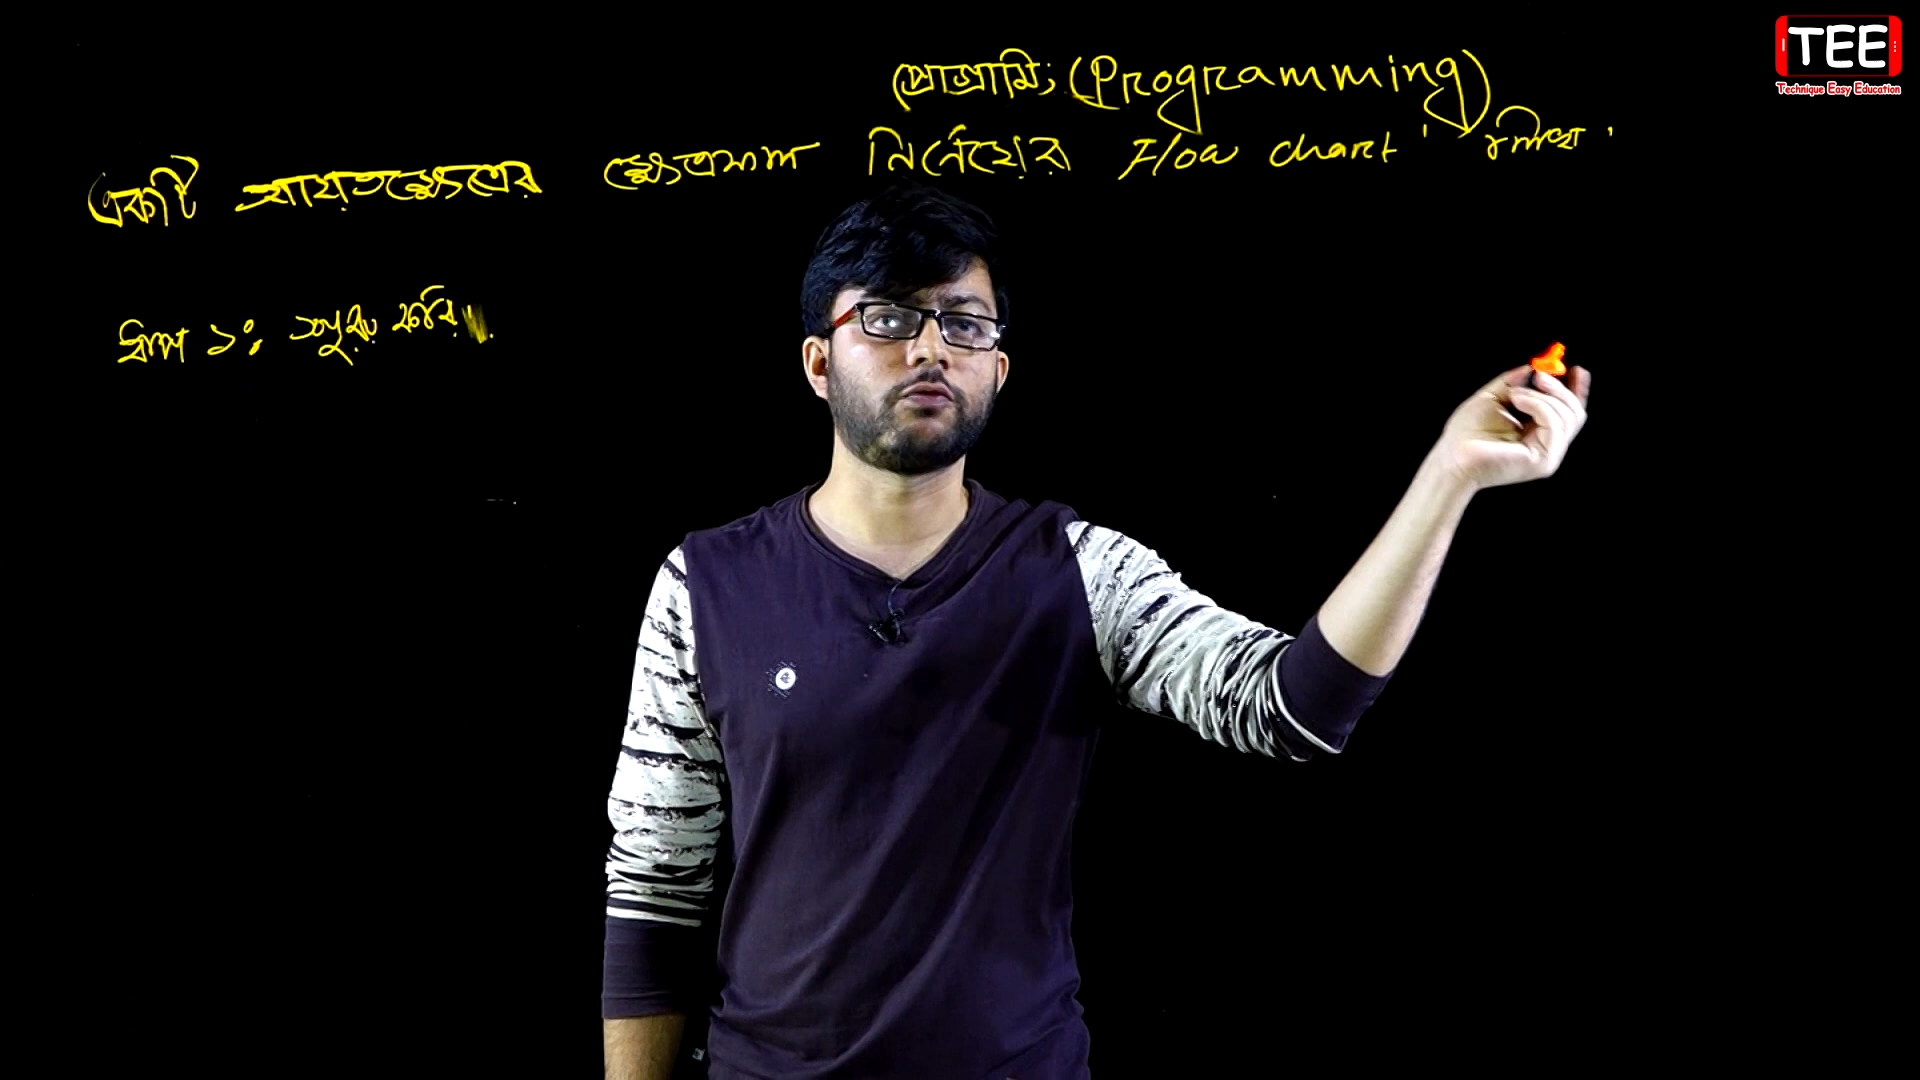 প্রোগ্রামিং (Programming)
একটি আয়তক্ষেত্রের ক্ষেত্রফল নির্ণয়ের Flow chart লিখো
ধাপ ১: শুরু করি।
TEE
Technique Easy Education